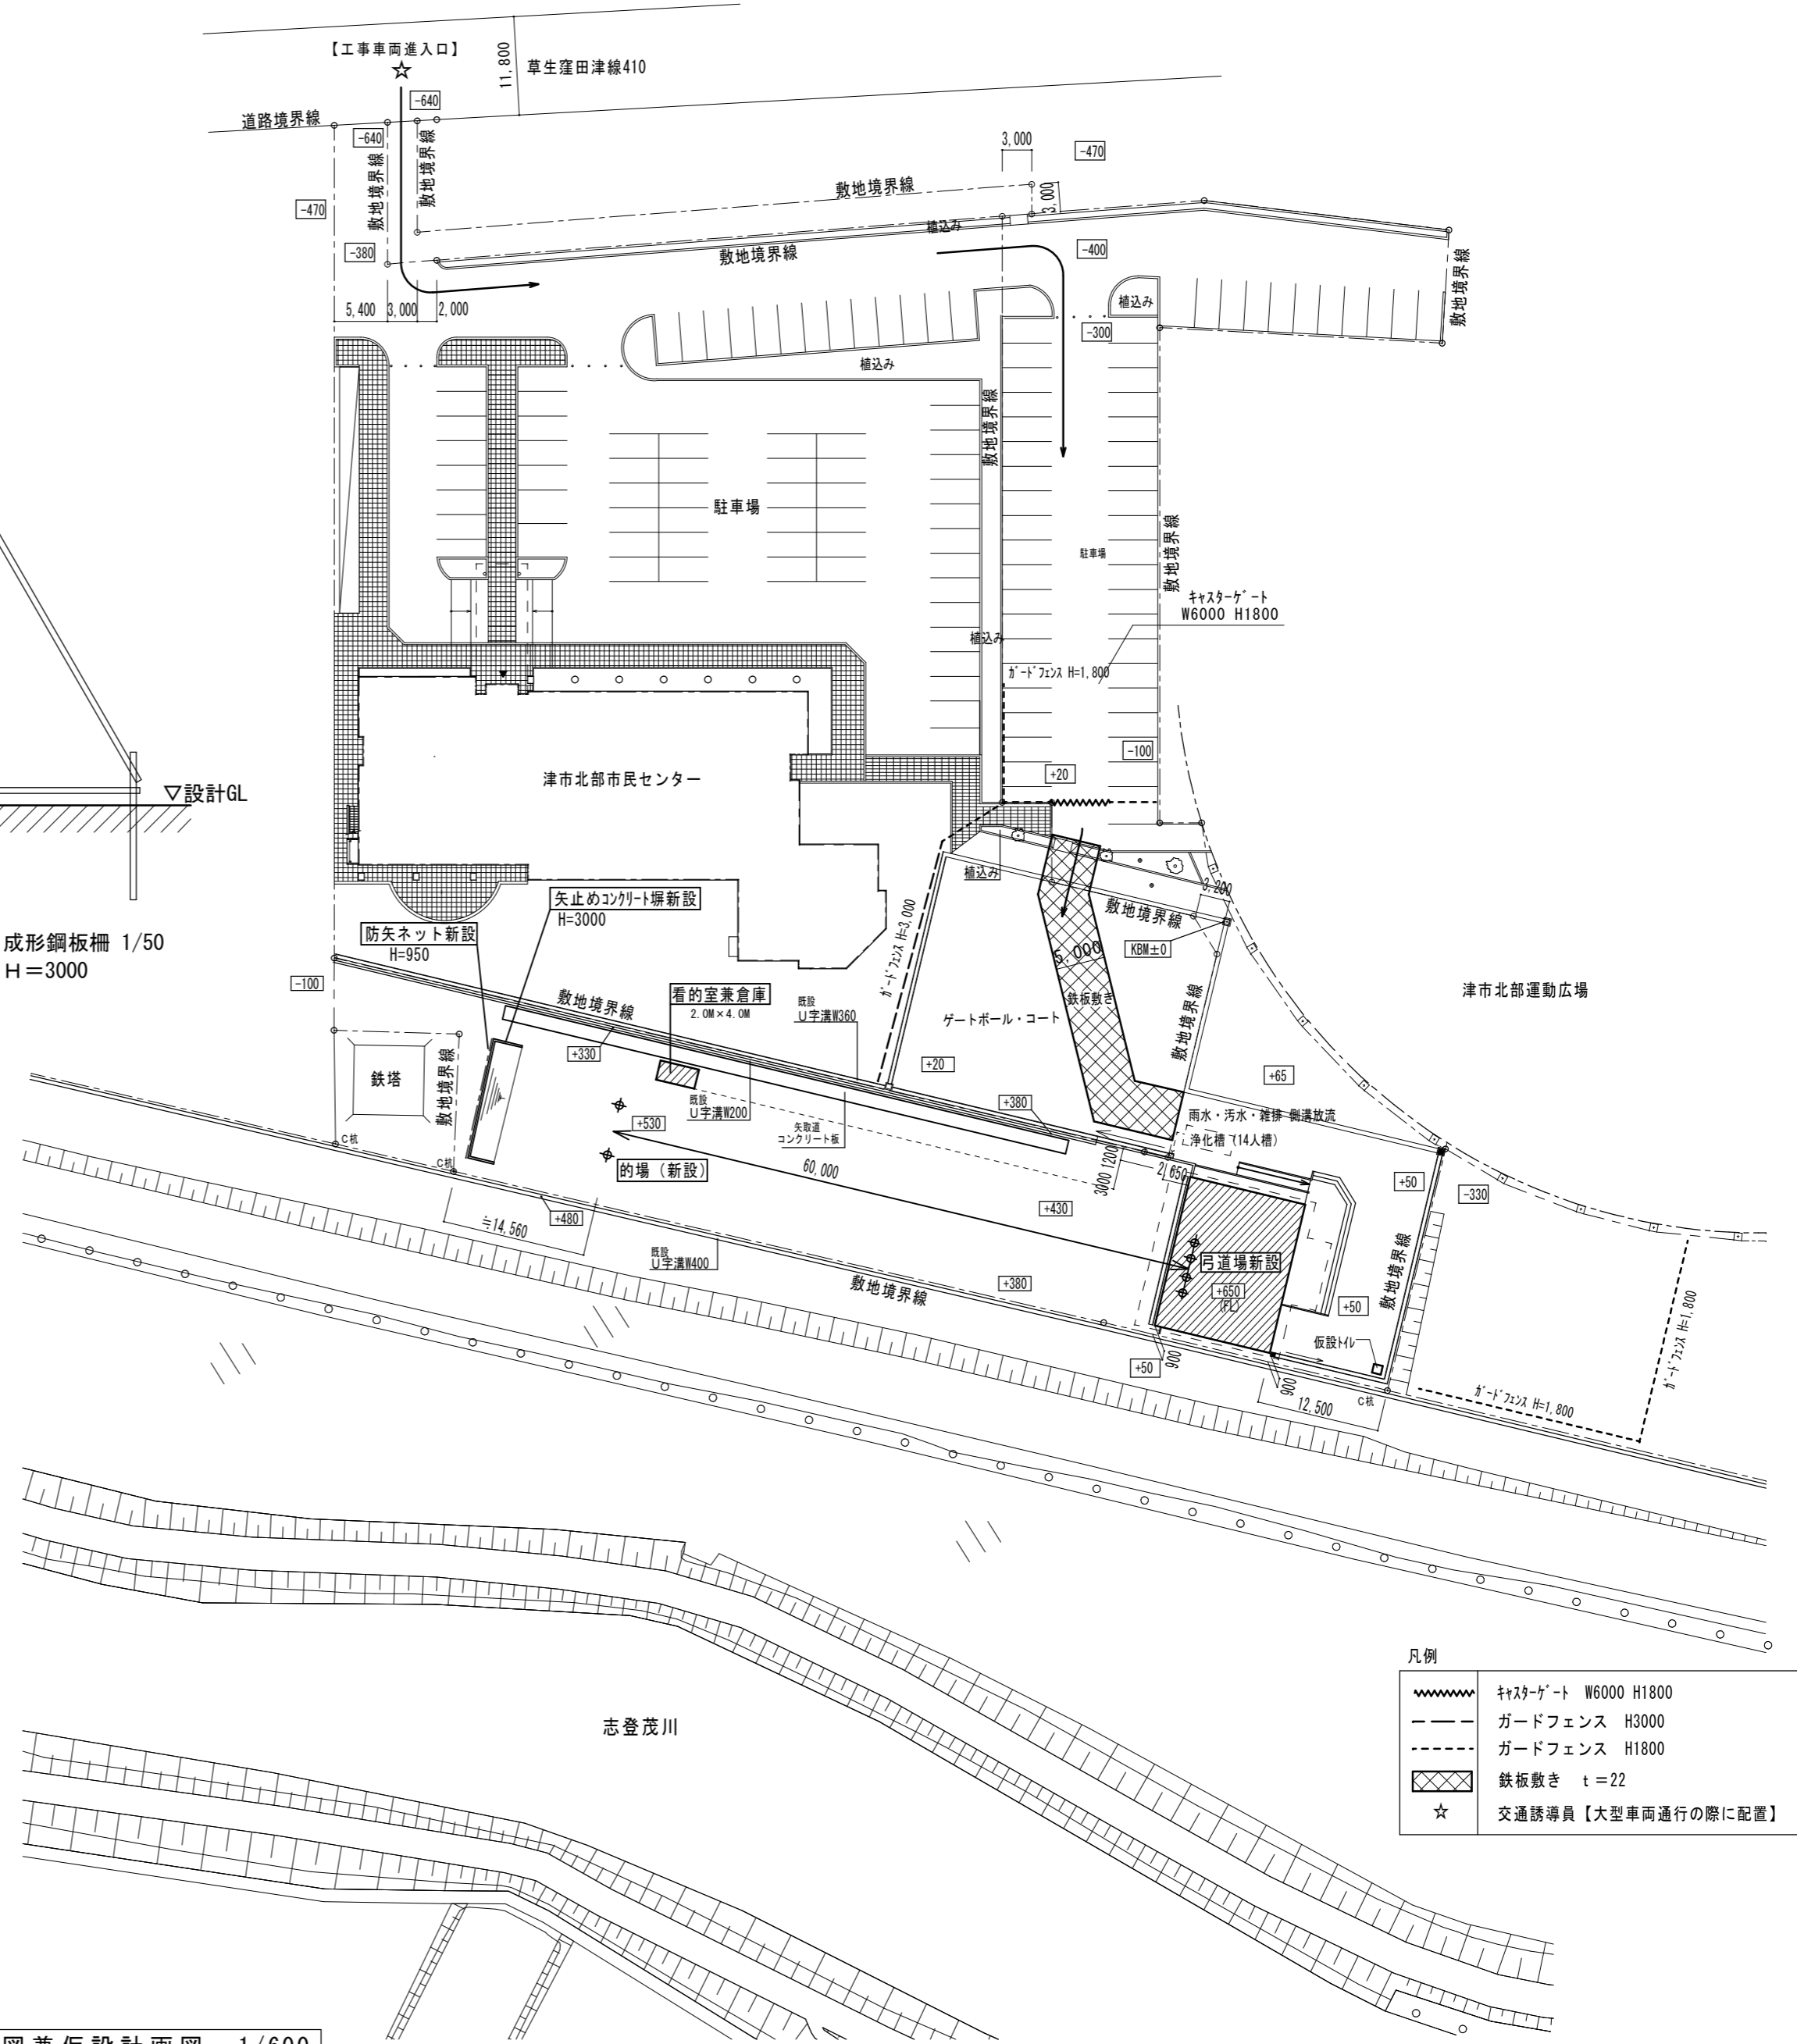 【工事車両進入口】
☆
11,800
草生窪田津線410
道路境界線
-640
-640
敷地境界線
敷地境界線
-470
-380
5,400
3,000
2,000
3,000
-470
敷地境界線
3,000
植込み
敷地境界線
-400
植込み
-300
敷地境界線
植込み
敷地境界線
駐車場
駐車場
敷地境界線
キャスターゲート
W6000 H1800
植込み
ガードフェンス H=1,800
-100
+20
津市北部市民センター
▽設計GL
成形鋼板柵 1/50
H＝3000
矢止めコンクリート塀新設
H=3000
防矢ネット新設
H=950
-100
敷地境界線
看的室兼倉庫
2.0M×4.0M
既設
U字溝W360
ガードフェンス H=3,000
植込み
3,200
敷地境界線
KBM±0
5,000
鉄板敷き
ゲートボール・コート
敷地境界線
津市北部運動広場
+330
+20
+65
鉄塔
敷地境界線
既設
U字溝W200
+380
雨水・汚水・雑排 側溝放流
浄化槽（14人槽）
+530
矢取道
コンクリート板
C杭
C杭
的場（新設）
60,000
3000
1200
2,650
+50
-330
+430
+480
≒14,560
既設
U字溝W400
敷地境界線
+380
弓道場新設
+650
(FL)
敷地境界線
+50
仮設トイレ
+50
900
900
12,500
C杭
ガードフェンス H=1,800
ガードフェンス H=1,800
志登茂川
凡例
キャスターゲート W6000 H1800
ガードフェンス H3000
ガードフェンス H1800
鉄板敷き t＝22
☆ 交通誘導員【大型車両通行の際に配置】
図兼仮設計画図 1/600